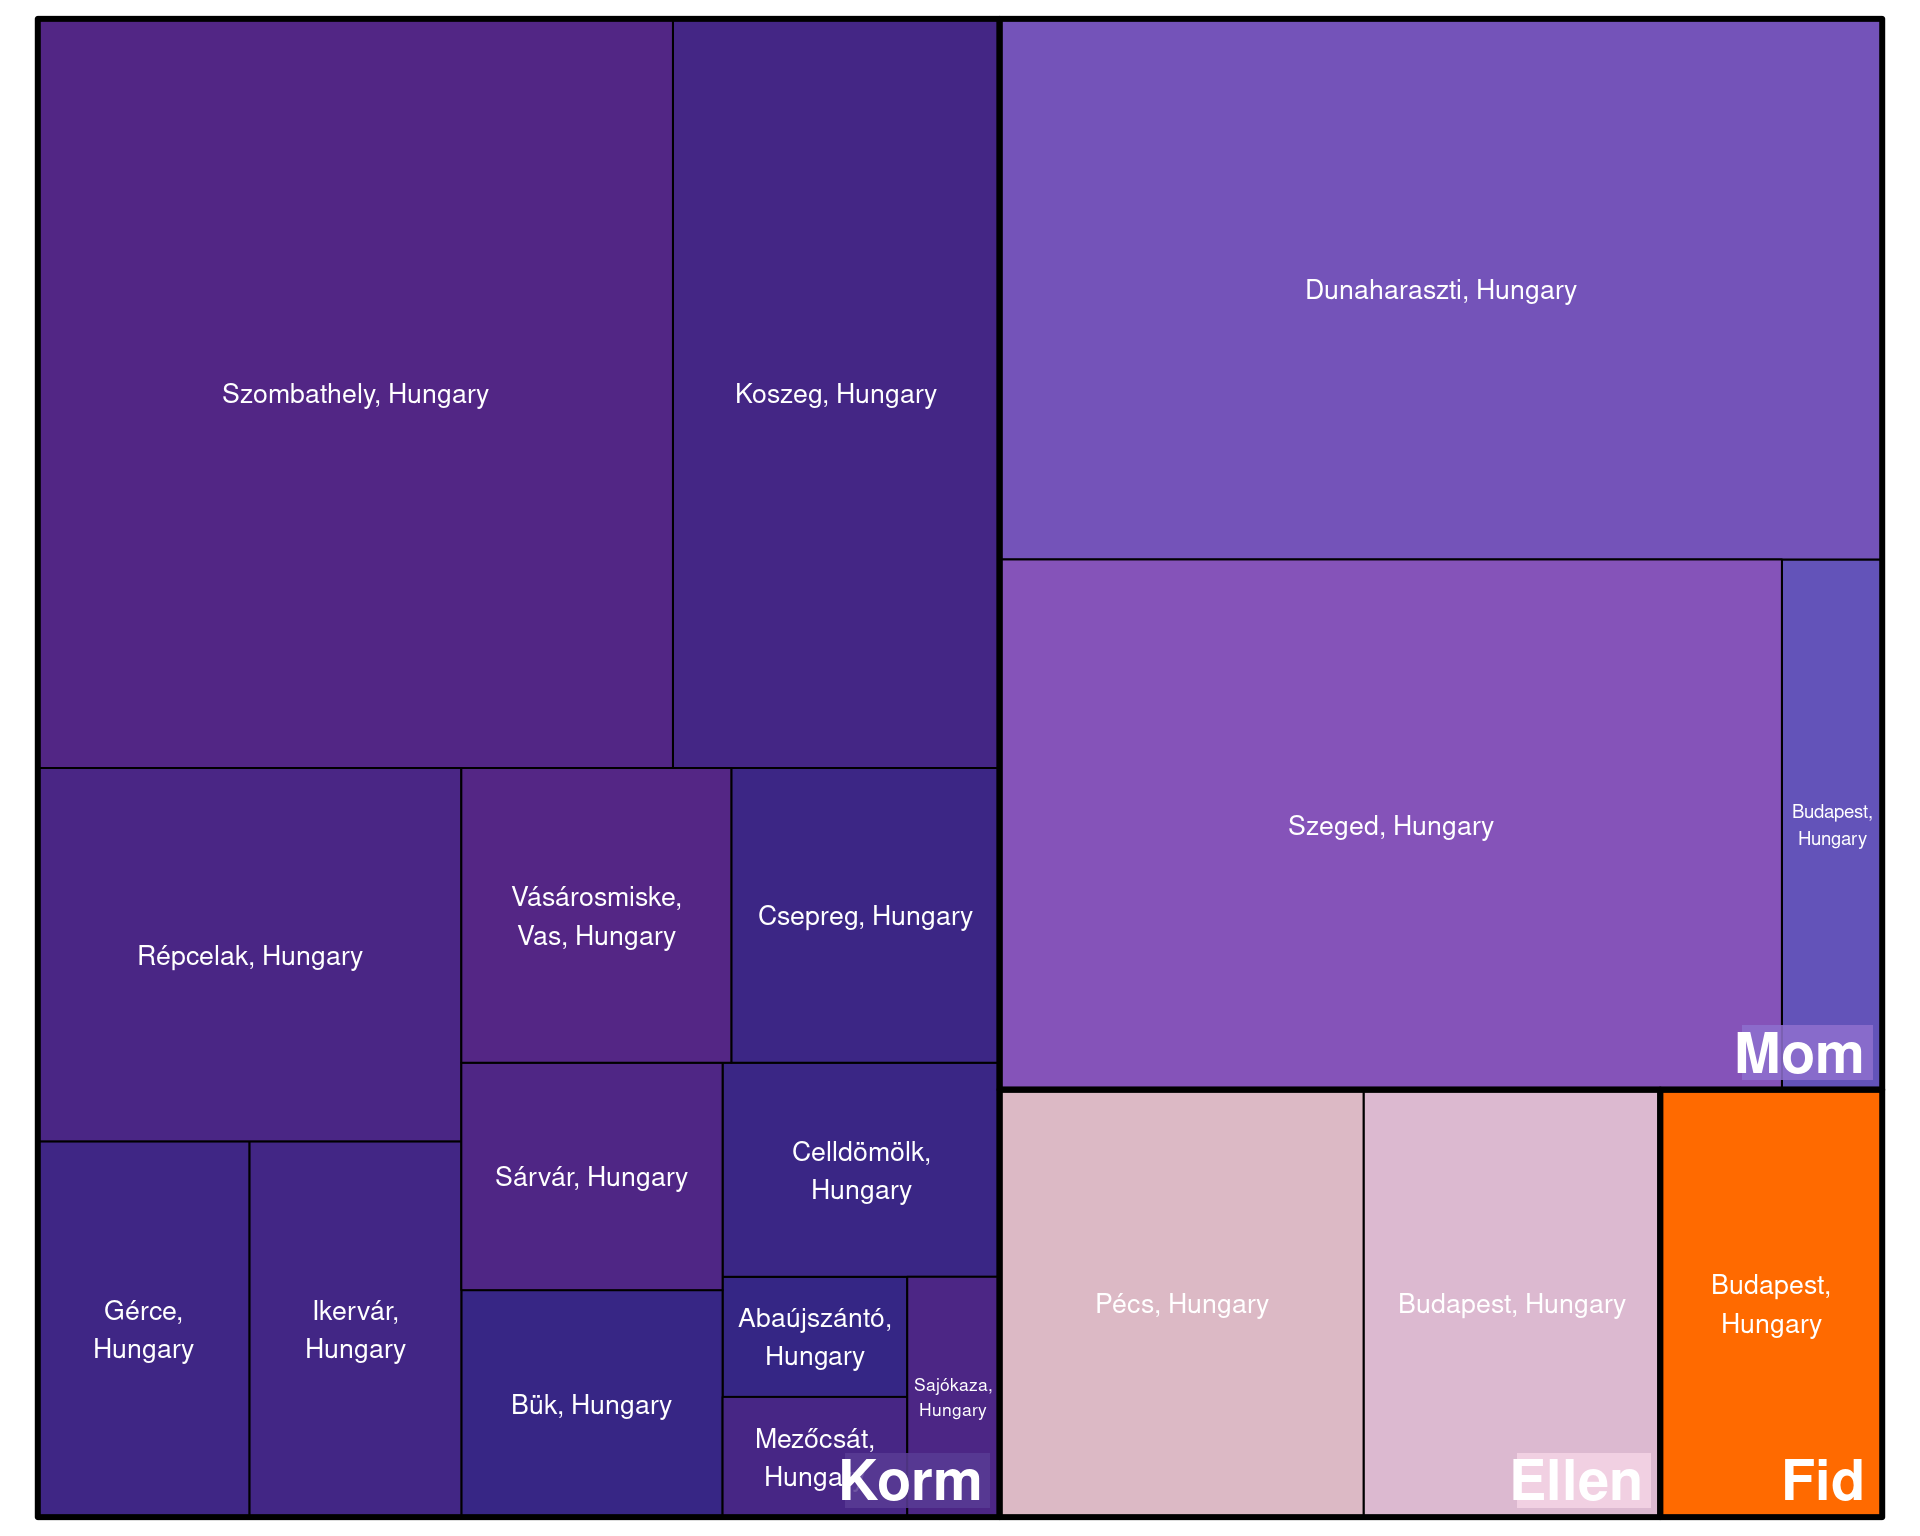 Szombathely, Hungary
Koszeg, Hungary
Répcelak, Hungary
Vásárosmiske,
Vas, Hungary
Csepreg, Hungary
Sárvár, Hungary
Celldömölk,
Hungary
Gérce,
Hungary
Ikervár,
Hungary
Bük, Hungary
Abaújszántó,
Hungary
Sajókaza,
Hungary
Mezőcsát,
Hunga
Korm
Dunaharaszti, Hungary
Szeged, Hungary
Budapest,
Hungary
Mom
Pécs, Hungary
Budapest, Hungary
Ellen
Budapest,
Hungary
Fid